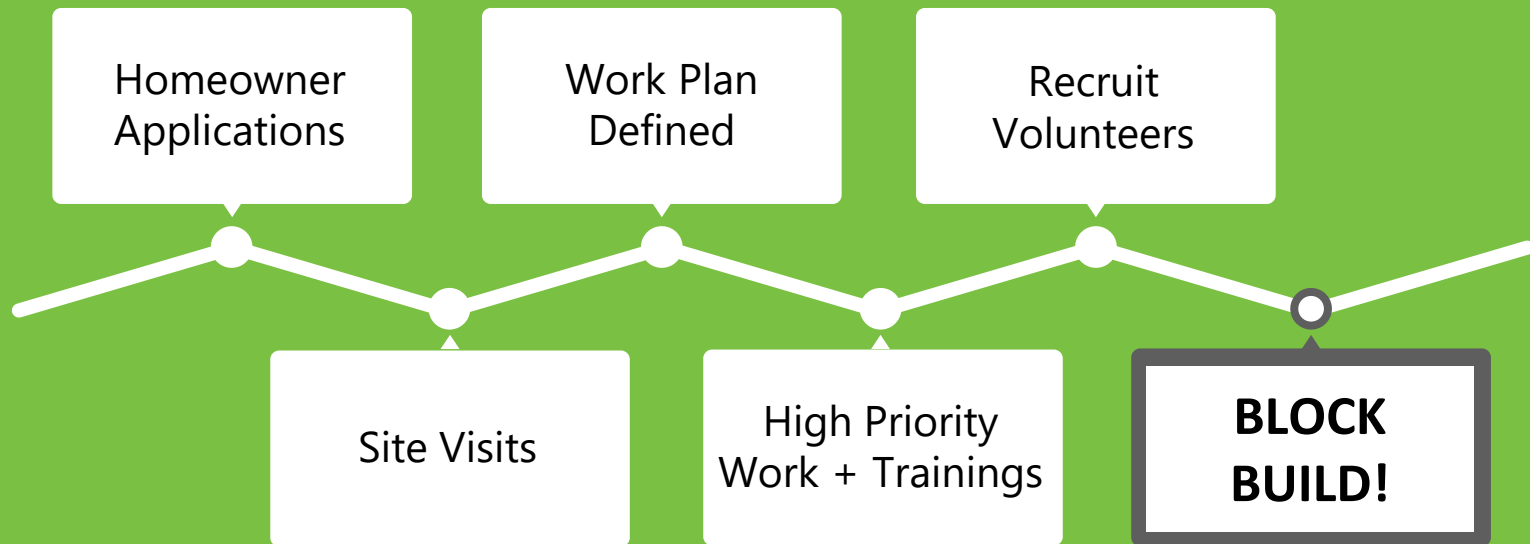 Homeowner
Applications
Site Visits
Work Plan
Defined
High Priority
Work + Trainings
Recruit
Volunteers
BLOCK
BUILD!